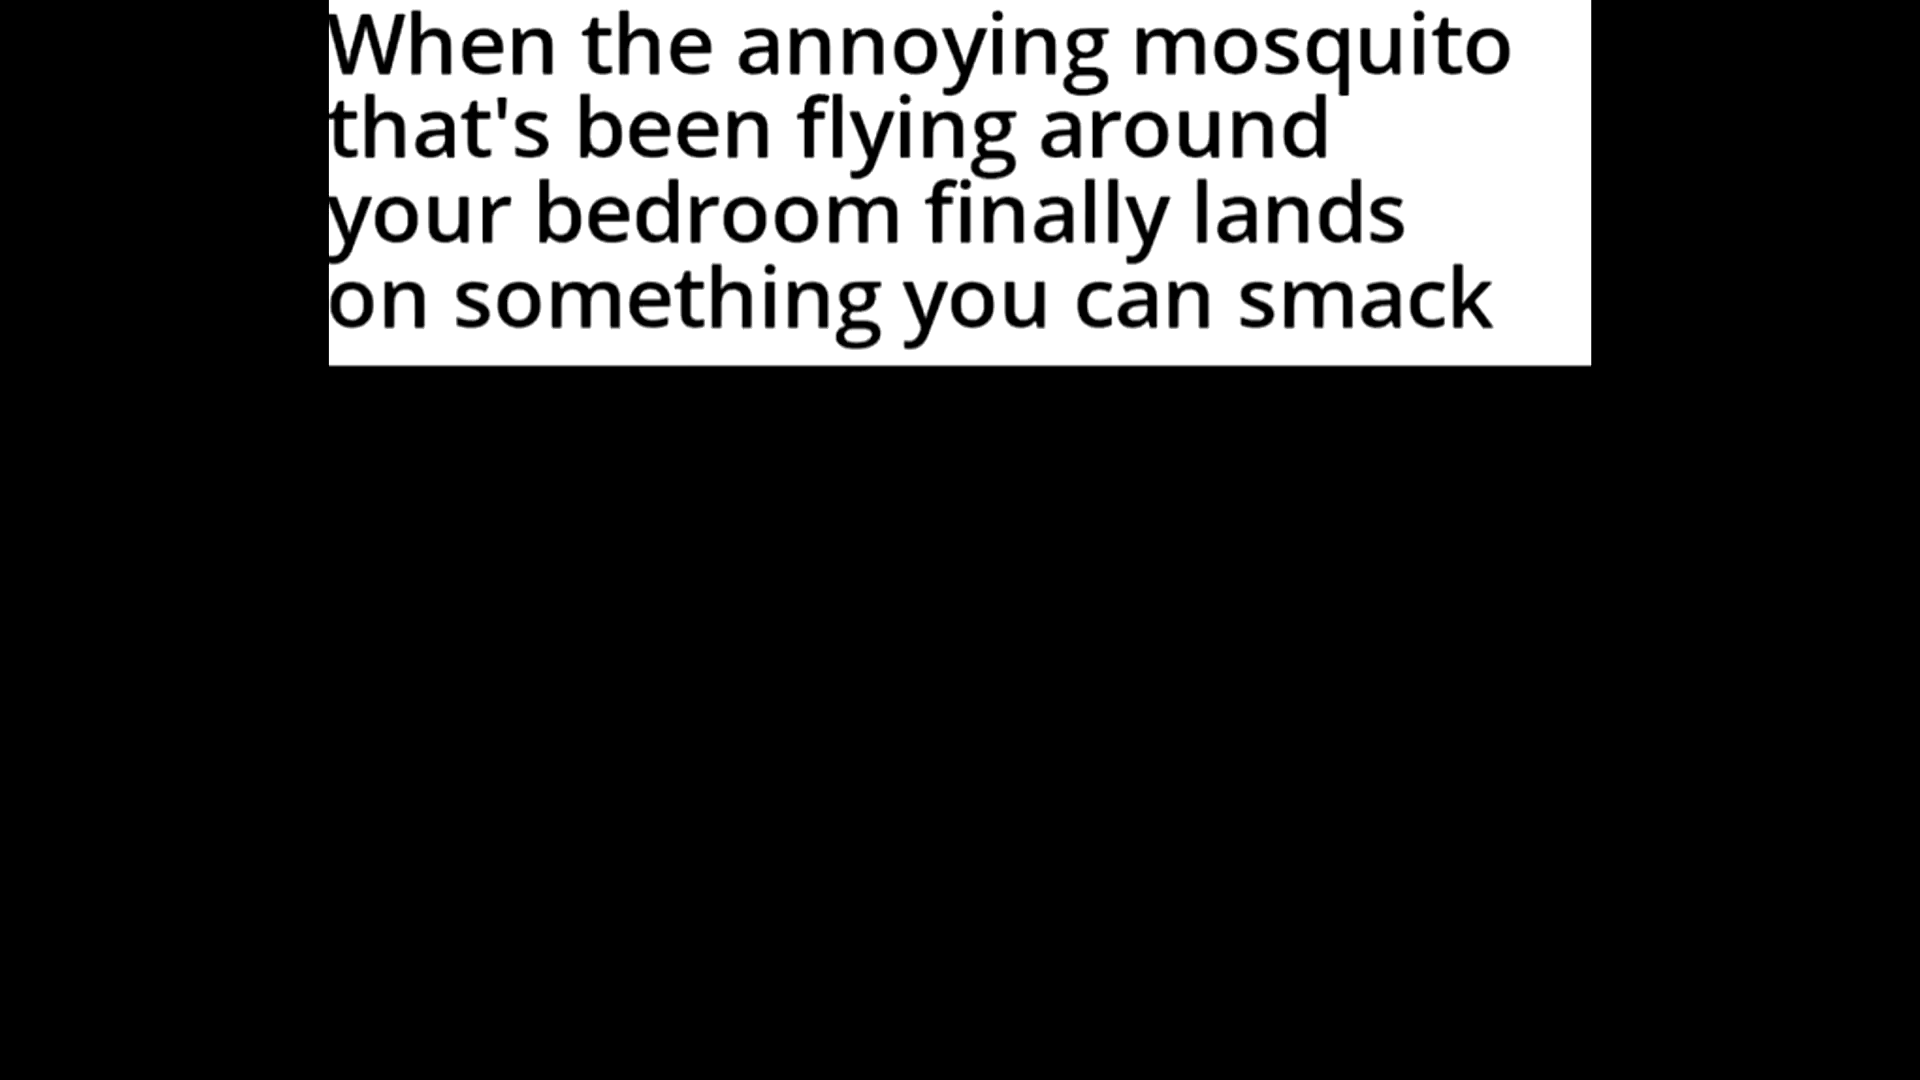 When the annoying mosquito
that's been flying around
your bedroom finally lands
on something you can smack